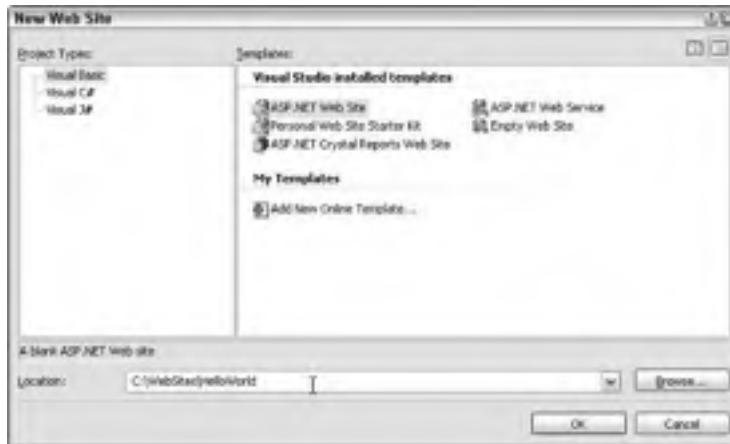 New Web Site
Project Types:
Templates:
Visual Basic
Visual C#
Visual J#
Visual Studio installed templates
ASP.NET Web Site
ASP.NET Web Service
Personal Web Site Starter Kit
Empty Web Site
ASP.NET Crystal Reports Web Site
My Templates
Add New Online Template...
A blank ASP.NET Web site
Location:
C:\WebSites\HelloWorld
Browse...
OK
Cancel